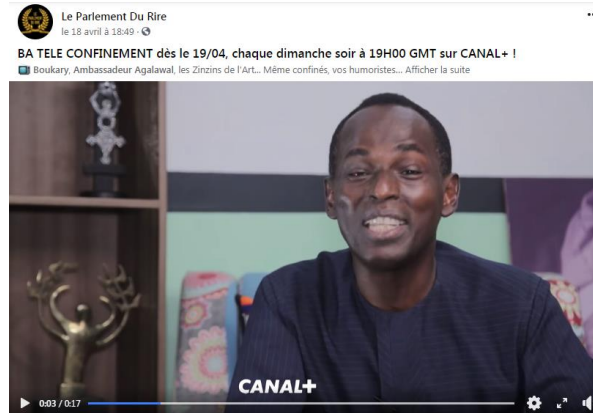 Le Parlement Du Rire
le 18 avril à 18:49 ·
BA TELE CONFINEMENT dès le 19/04, chaque dimanche soir à 19H00 GMT sur CANAL+ !
Boukary, Ambassadeur Agalawal, les Zinzins de l'Art... Même confinés, vos humoristes... Afficher la suite
CANAL+
0:03 / 0:17